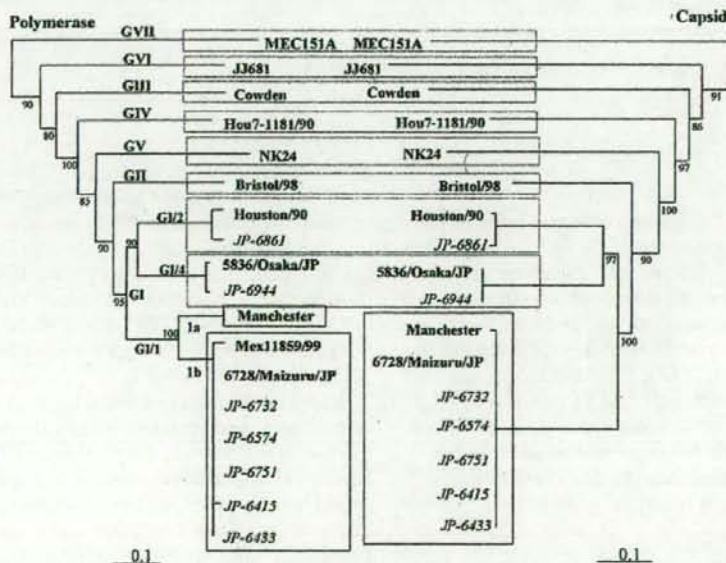 Polymerase Capsid
GVII MEC151A MEC151A
GVI JJ681 JJ681
GIII Cowden Cowden
90 91
GIV Hou7-1181/90 Hou7-1181/90
86
GV NK24 NK24
100 97
GII Bristol/98 Bristol/98
85 100
GI/2 Houston/90 Houston/90
JP-6861 JP-6861
90 90 97 90
GI/4 5836/Osaka/JP 5836/Osaka/JP
JP-6944 JP-6944
95 GI
Manchester
100 1a Manchester 100
GI/1
Mex11859/99
1b 6728/Maizuru/JP 6728/Maizuru/JP
JP-6732 JP-6732
JP-6574 JP-6574
JP-6751 JP-6751
JP-6415 JP-6415
JP-6433 JP-6433
0.1 0.1